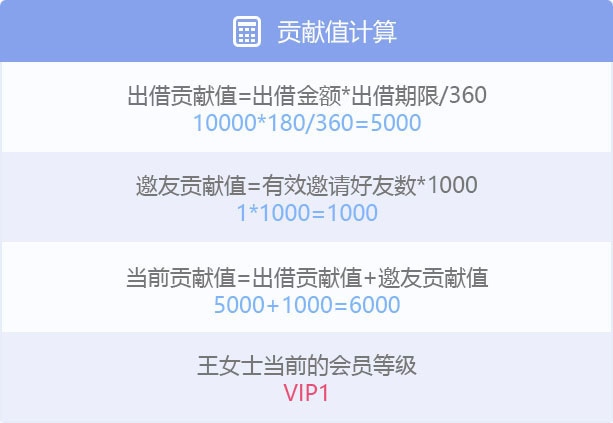 贡献值计算
出借贡献值=出借金额*出借期限/360
10000*180/360=5000
邀友贡献值=有效邀请好友数*1000
1*1000=1000
当前贡献值=出借贡献值+邀友贡献值
5000+1000=6000
王女士当前的会员等级
VIP1